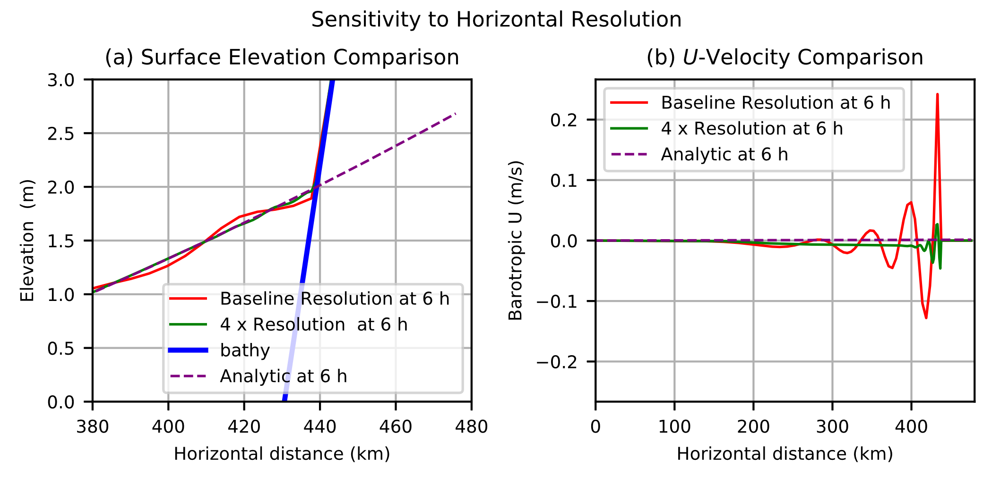 Sensitivity to Horizontal Resolution
(a) Surface Elevation Comparison
3.0
2.5
2.0
1.5
1.0
0.5
0.0
Elevation (m)
Baseline Resolution at 6 h
4 x Resolution at 6 h
bathy
Analytic at 6 h
380 400 420 440 460 480
Horizontal distance (km)
(b) U-Velocity Comparison
Baseline Resolution at 6 h
4 x Resolution at 6 h
Analytic at 6 h
0.2
0.1
0.0
−0.1
−0.2
Barotropic U (m/s)
0 100 200 300 400
Horizontal distance (km)